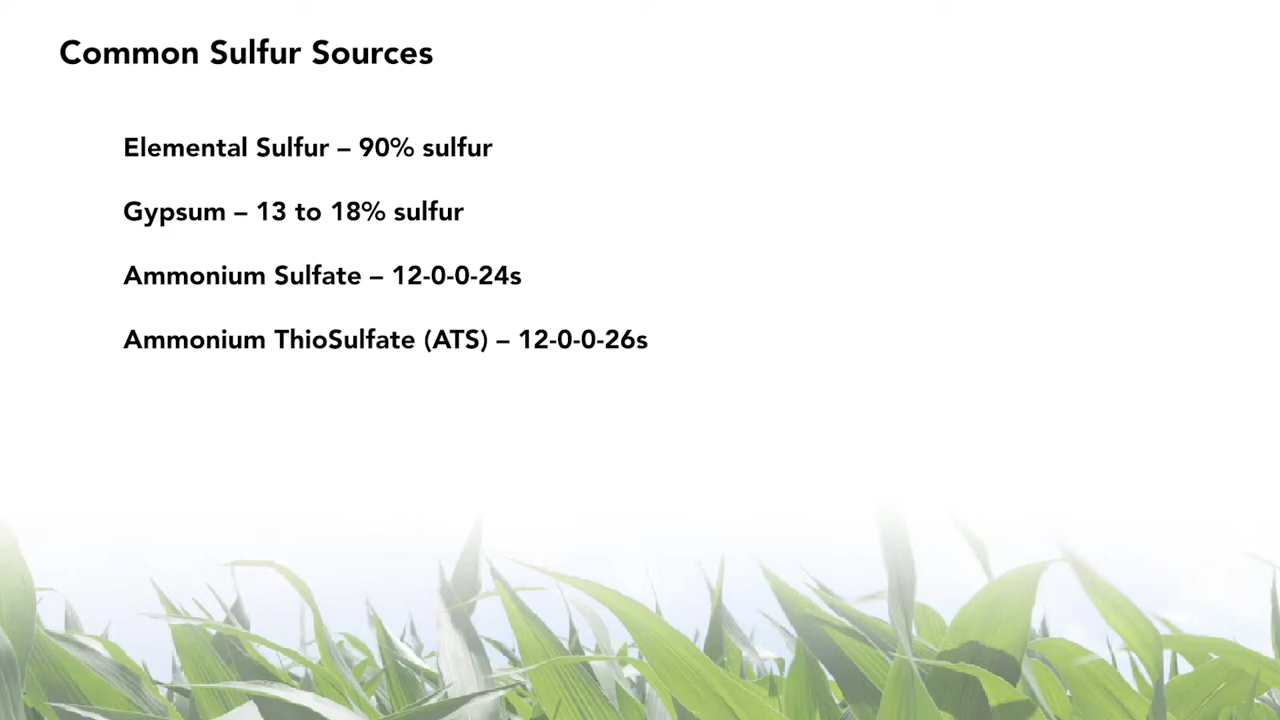 Common Sulfur Sources
Elemental Sulfur – 90% sulfur
Gypsum – 13 to 18% sulfur
Ammonium Sulfate – 12-0-0-24s
Ammonium ThioSulfate (ATS) – 12-0-0-26s